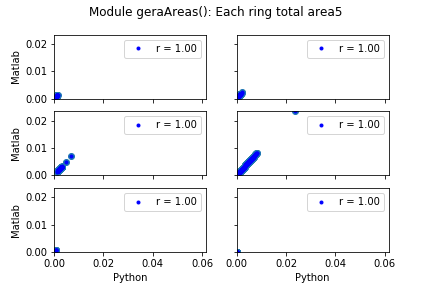 Module geraAreas(): Each ring total area5
0.02
0.01
0.00
Matlab
r = 1.00
r = 1.00
0.02
0.01
0.00
Matlab
r = 1.00
r = 1.00
0.02
0.01
0.00
Matlab
r = 1.00
r = 1.00
0.00 0.02 0.04 0.06
0.00 0.02 0.04 0.06
Python
Python